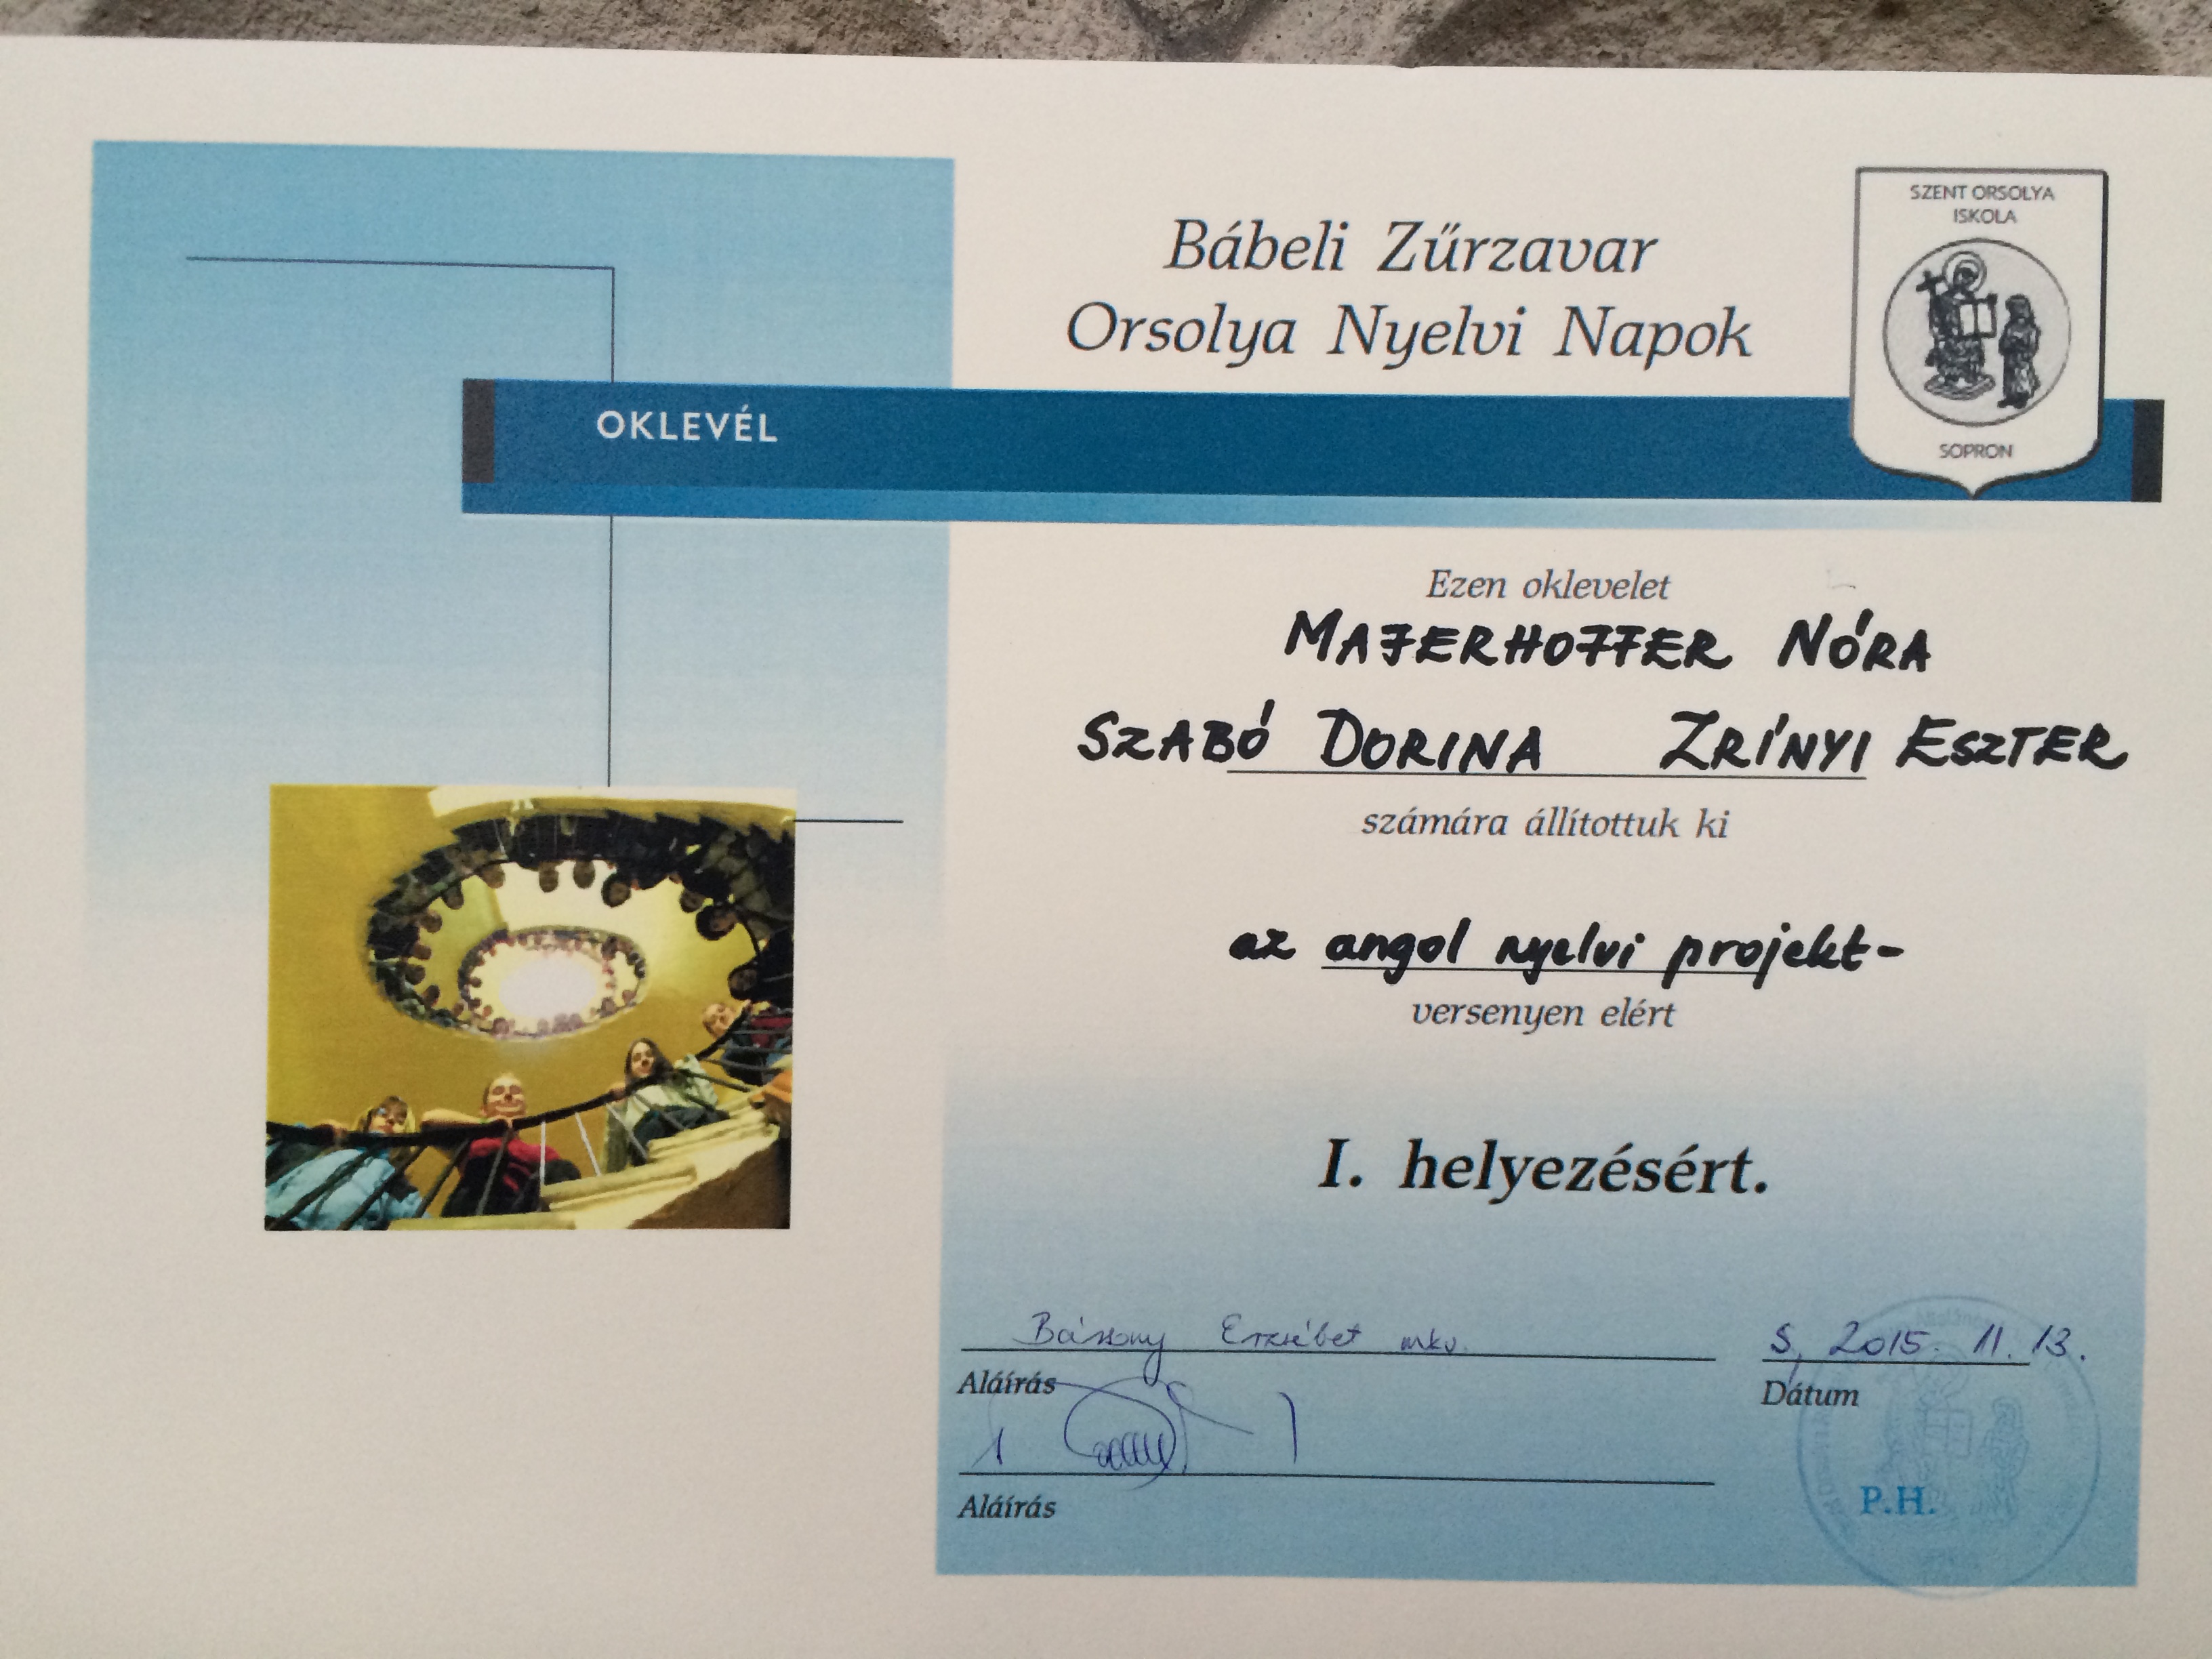 Bábeli Zűrzavar
Orsolya Nyelvi Napok
SZENT ORSOLYA
ISKOLA
SOPRON
OKLEVÉL
Ezen oklevelet
MAJERHOFFER NÓRA
SZABÓ DORINA ZRÍNYI ESZTER
számára állítottuk ki
az angol nyelvi projekt-
versenyen elért
I. helyezésért.
Erzsébet
S, 2015. 11. 13.
Aláírás
Dátum
Aláírás
P.H.